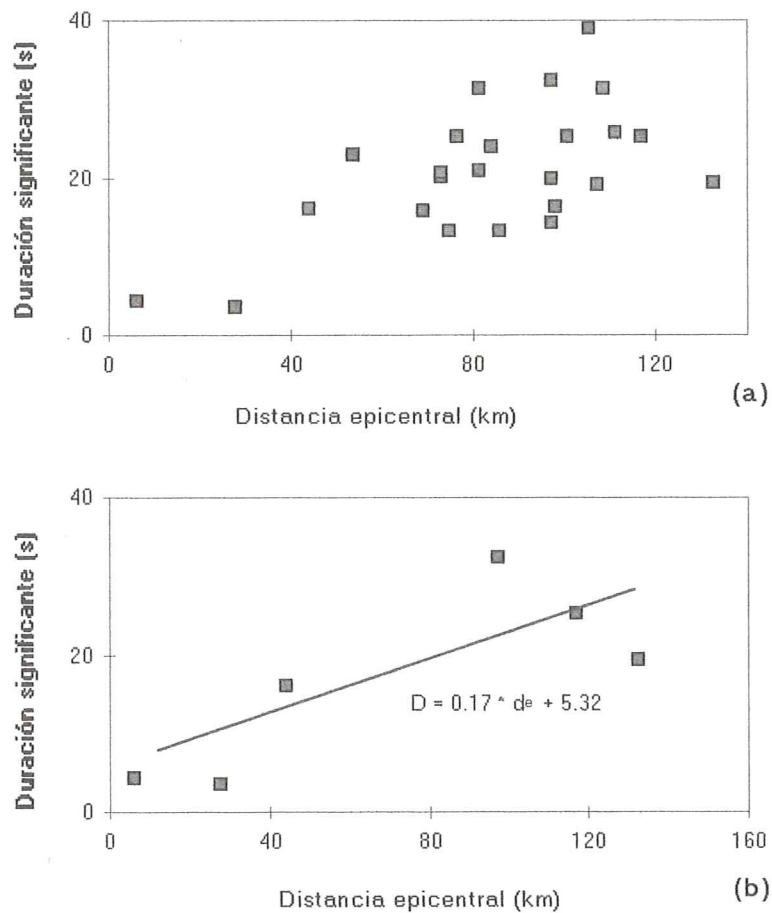 40
20
0
Duración significante (s)
0 40 80 120
Distancia epicentral (km)
(a)
40
20
0
Duración significante (s)
D = 0.17 * de + 5.32
0 40 80 120 160
Distancia epicentral (km)
(b)